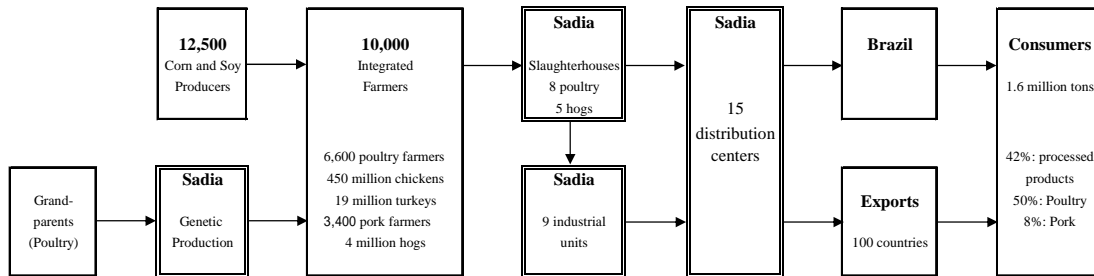 12,500
Corn and Soy
Producers
Grand-
parents
(Poultry)
Sadia
Genetic
Production
10,000
Integrated
Farmers
6,600 poultry farmers
450 million chickens
19 million turkeys
3,400 pork farmers
4 million hogs
Sadia
Slaughterhouses
8 poultry
5 hogs
Sadia
9 industrial
units
Sadia
15
distribution
centers
Brazil
Exports
100 countries
Consumers
1.6 million tons
42%: processed
products
50%: Poultry
8%: Pork